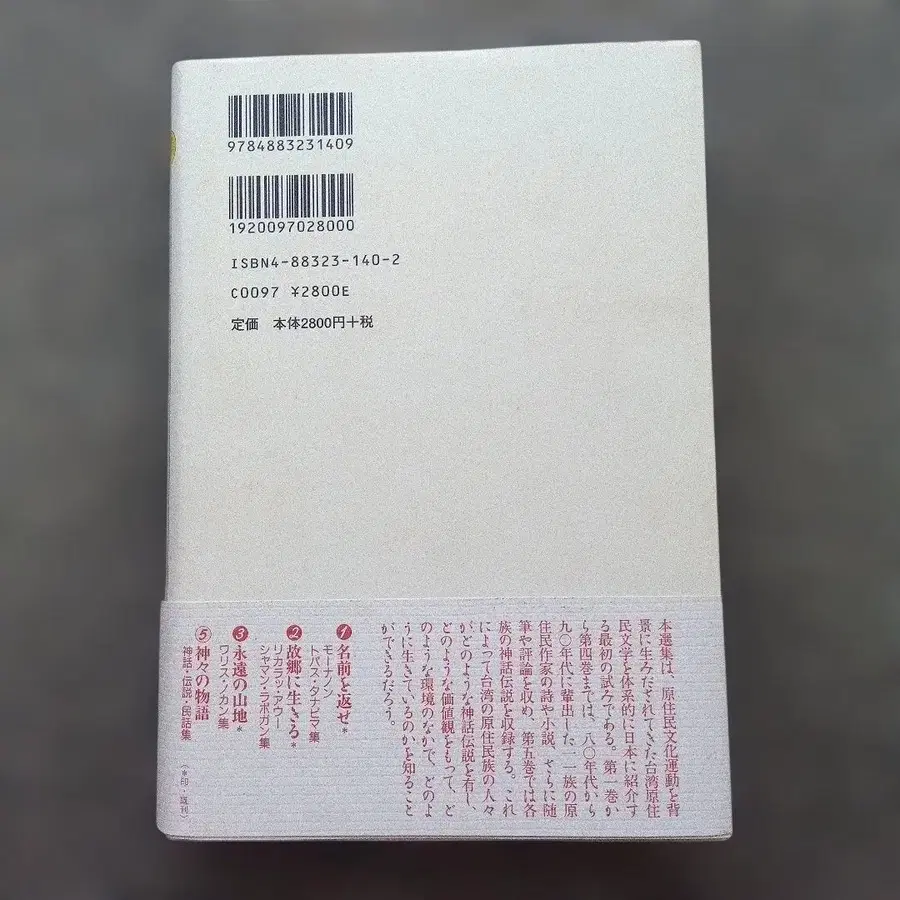 9784883231409
1920097028000
ISBN4-88323-140-2
C0097 ¥2800E
定価 本体2800円+税
本選集は、原住民文化運動を背
景に生みだされてきた台湾原住
民文学を体系的に日本に紹介す
る最初の試みである。第一巻か
ら第四巻までは、八〇年代から
九〇年代に輩出した一一族の原
住民作家の詩や小説、さらに随
筆や評論を収め、第五巻では各
族の神話伝説を収録する。これ
によって台湾の原住民族の人々
がどのような神話伝説を有し、
どのような価値観をもって、ど
のような環境のなかで、どのよ
うに生きているのかを知ること
ができるだろう。
❶名前を返せ*
モーナノン
トパス・タナピマ集
❷故郷に生きる*
リカラッ・アウー
シャマン・ラポガン集
❸永遠の山地*
ワリス・ノカン集
⑤神々の物語
神話・伝説・民話集
(*印・既刊)